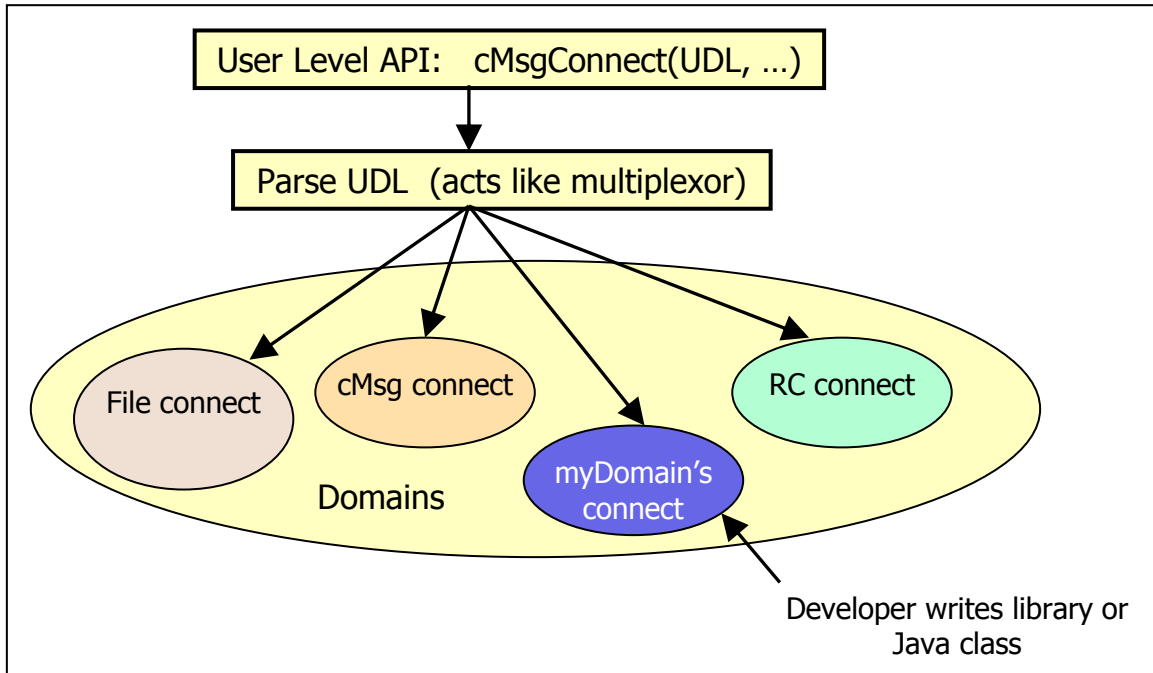 User Level API: cMsgConnect(UDL, …)
Parse UDL (acts like multiplexor)
File connect
cMsg connect
RC connect
myDomain’s
connect
Domains
Developer writes library or
Java class